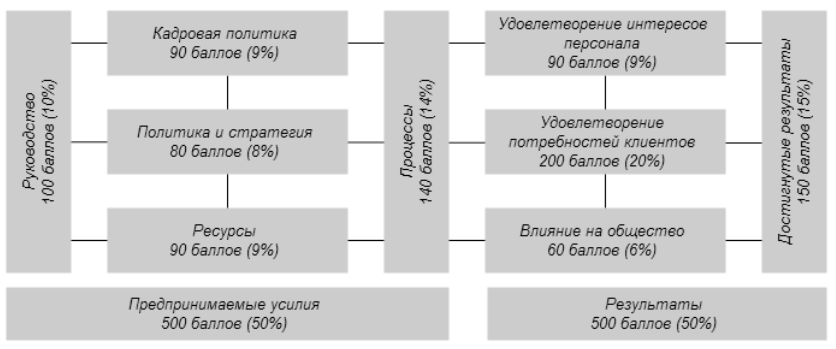 Руководство
100 баллов (10%)
Кадровая политика
90 баллов (9%)
Политика и стратегия
80 баллов (8%)
Ресурсы
90 баллов (9%)
Процессы
140 баллов (14%)
Удовлетворение интересов
персонала
90 баллов (9%)
Удовлетворение
потребностей клиентов
200 баллов (20%)
Влияние на общество
60 баллов (6%)
Достигнутые результаты
150 баллов (15%)
Предпринимаемые усилия
500 баллов (50%)
Результаты
500 баллов (50%)